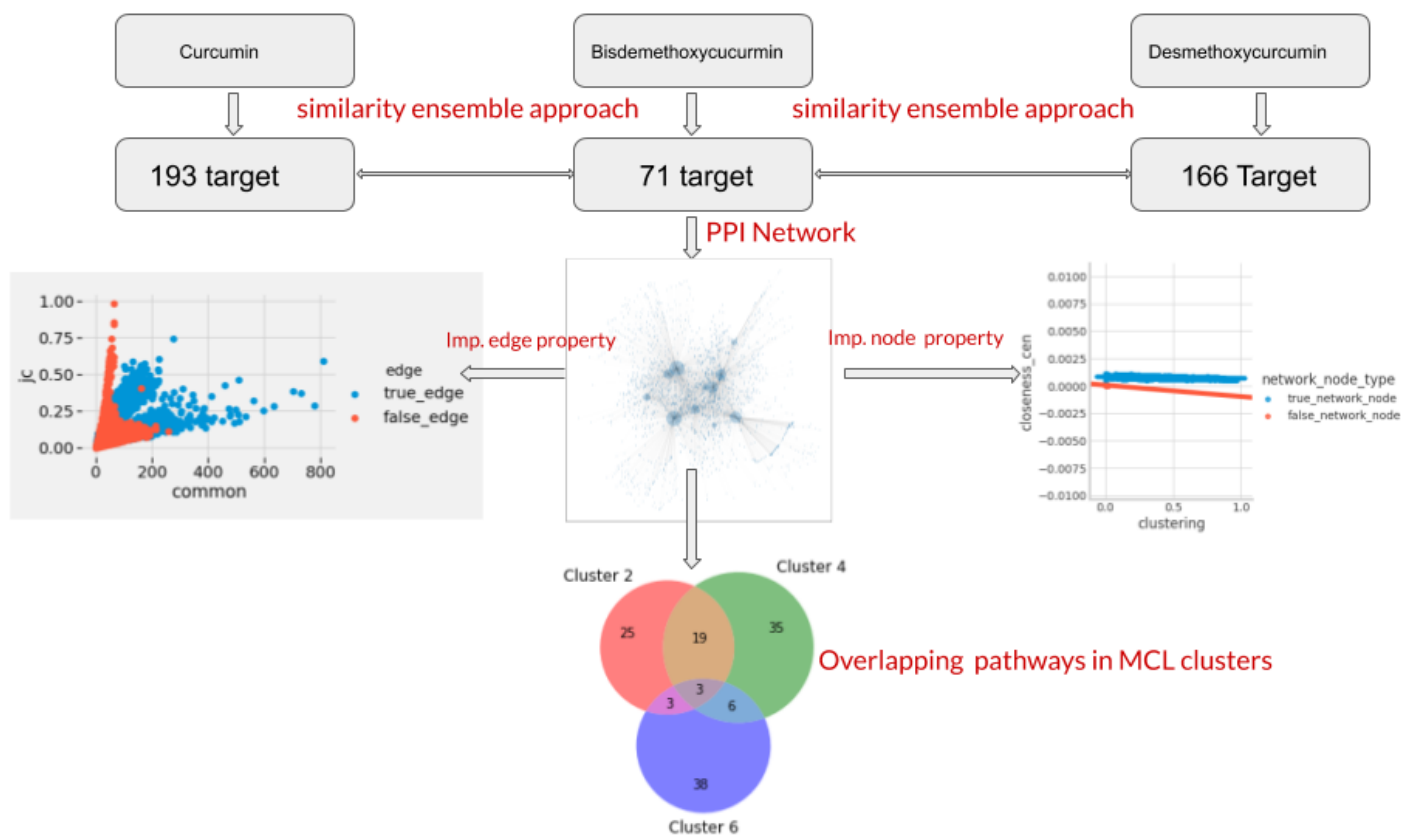 Curcumin
Bisdemethoxycucurmin
Desmethoxycurcumin
similarity ensemble approach
similarity ensemble approach
193 target
71 target
166 Target
PPI Network
Imp. edge property
Imp. node property
1.00
0.75
0.50
0.25
0.00
jc
0 200 400 600 800
common
edge
true_edge
false_edge
0.0100
0.0075
0.0050
0.0025
0.0000
−0.0025
−0.0050
−0.0075
−0.0100
closeness_cen
0.0 0.5 1.0
clustering
network_node_type
true_network_node
false_network_node
Cluster 2
Cluster 4
25
19
35
3
3
6
38
Cluster 6
Overlapping pathways in MCL clusters